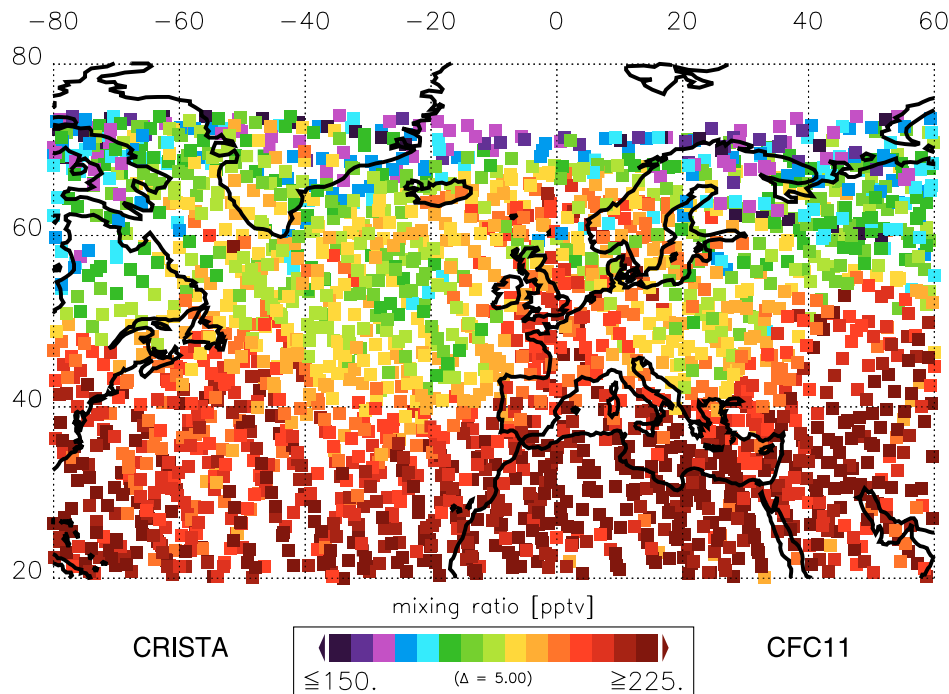 −80 −60 −40 −20 0 20 40 60
80
60
40
20
mixing ratio [pptv]
CRISTA
CFC11
≦150. (Δ = 5.00) ≧225.